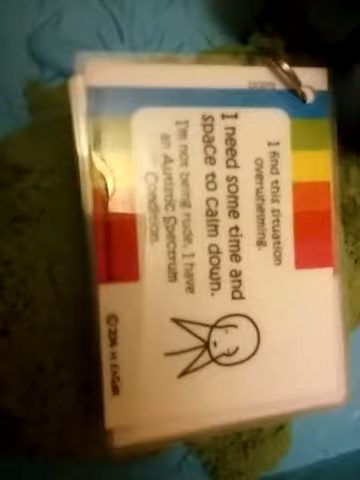 I find this situation
overwhelming.
I need some time and
space to calm down.
I'm not being rude. I have
an Autistic Spectrum
Condition.